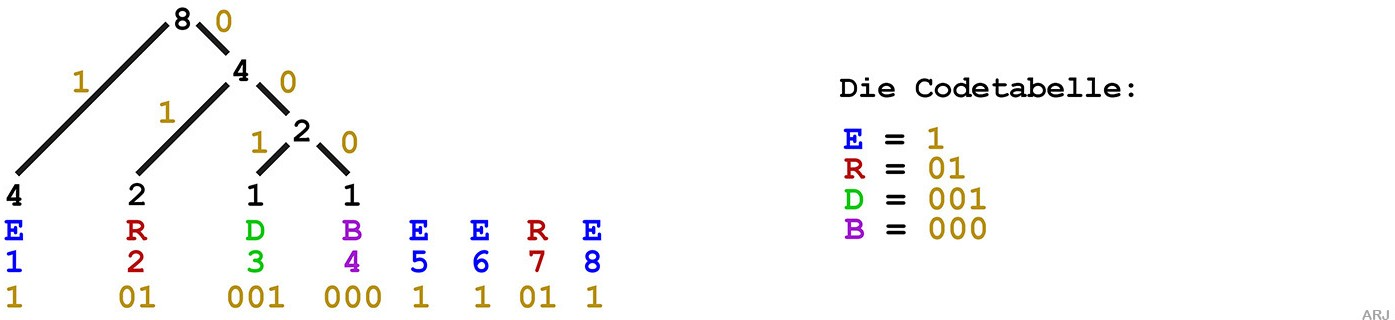 8 0
4
1 0
1
2
1 0
4 2 1 1
E R D B E E R E
1 2 3 4 5 6 7 8
1 01 001 000 1 1 01 1
Die Codetabelle:
E = 1
R = 01
D = 001
B = 000
ARJ